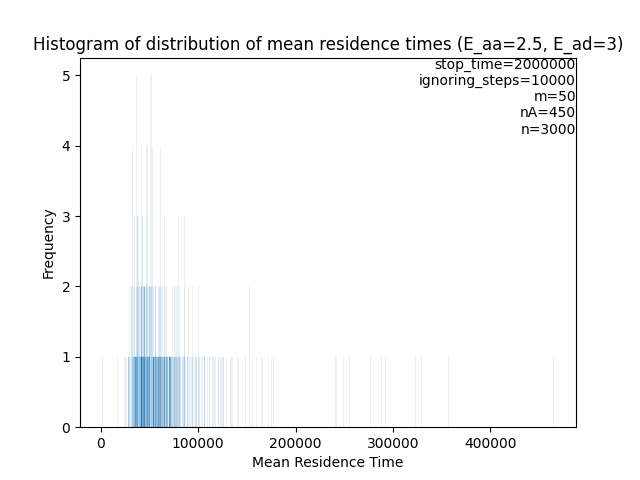 Histogram of distribution of mean residence times (E_aa=2.5, E_ad=3)
stop_time=2000000
ignoring_steps=10000
m=50
nA=450
n=3000
5
4
3
2
1
0
Frequency
0 100000 200000 300000 400000
Mean Residence Time